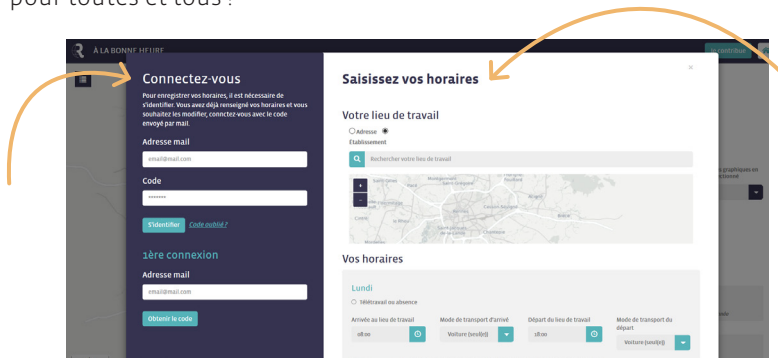 pour toutes et tous !
À LA BONNE HEURE
Je contribue
Connectez-vous
Pour enregistrer vos horaires, il est nécessaire de
s'identifier. Vous avez déjà renseigné vos horaires et vous
souhaitez les modifier, connctez-vous avec le code
envoyé par mail.
Adresse mail
email@mail.com
Code
•••••••
S'identifier Code oublié ?
1ère connexion
Adresse mail
email@mail.com
Obtenir le code
×
Saisissez vos horaires
Votre lieu de travail
Adresse
Établissement
Rechercher votre lieu de travail
+
−
Vos horaires
Lundi
Télétravail ou absence
Arrivée au lieu de travail Mode de transport d'arrivé Départ du lieu de travail Mode de transport du
départ
08:00 Voiture (seul(e)) 18:00 Voiture (seul(e))
s graphiques en
ctionné